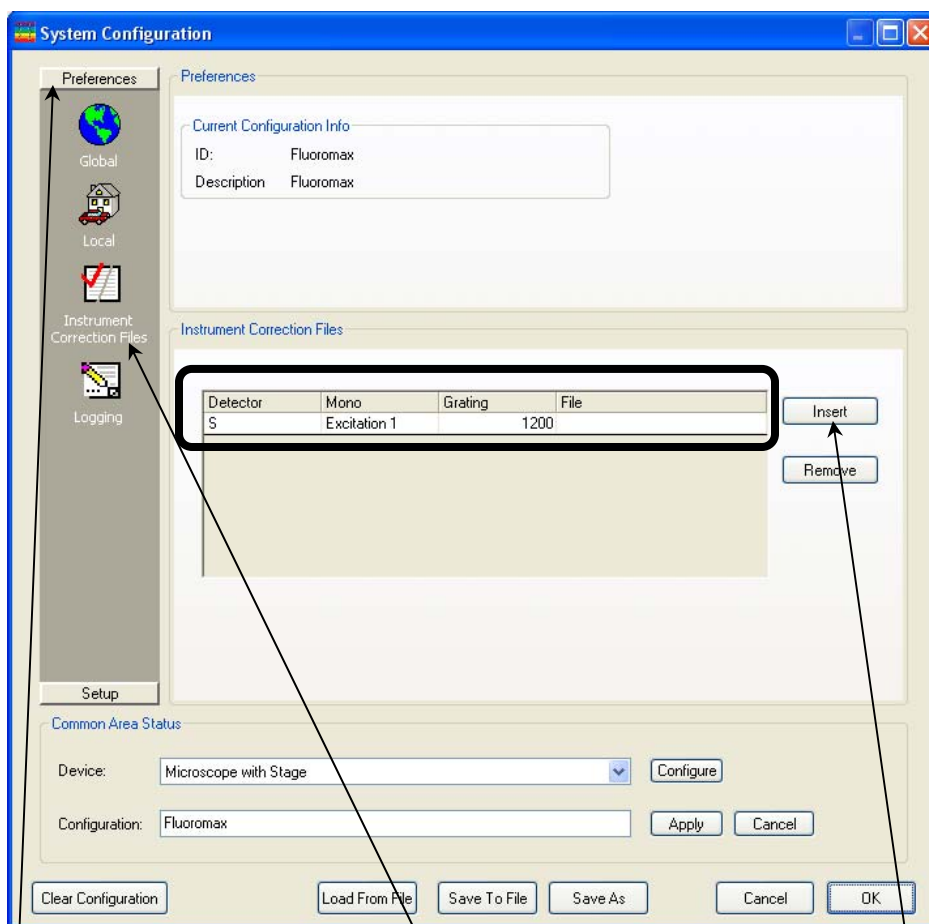 System Configuration
Preferences
Global
Local
Instrument
Correction Files
Logging
Setup
Preferences
Current Configuration Info
ID: Fluoromax
Description Fluoromax
Instrument Correction Files
Detector Mono Grating File
S Excitation 1 1200
Insert
Remove
Common Area Status
Device: Microscope with Stage Configure
Configuration: Fluoromax Apply Cancel
Clear Configuration Load From File Save To File Save As Cancel OK